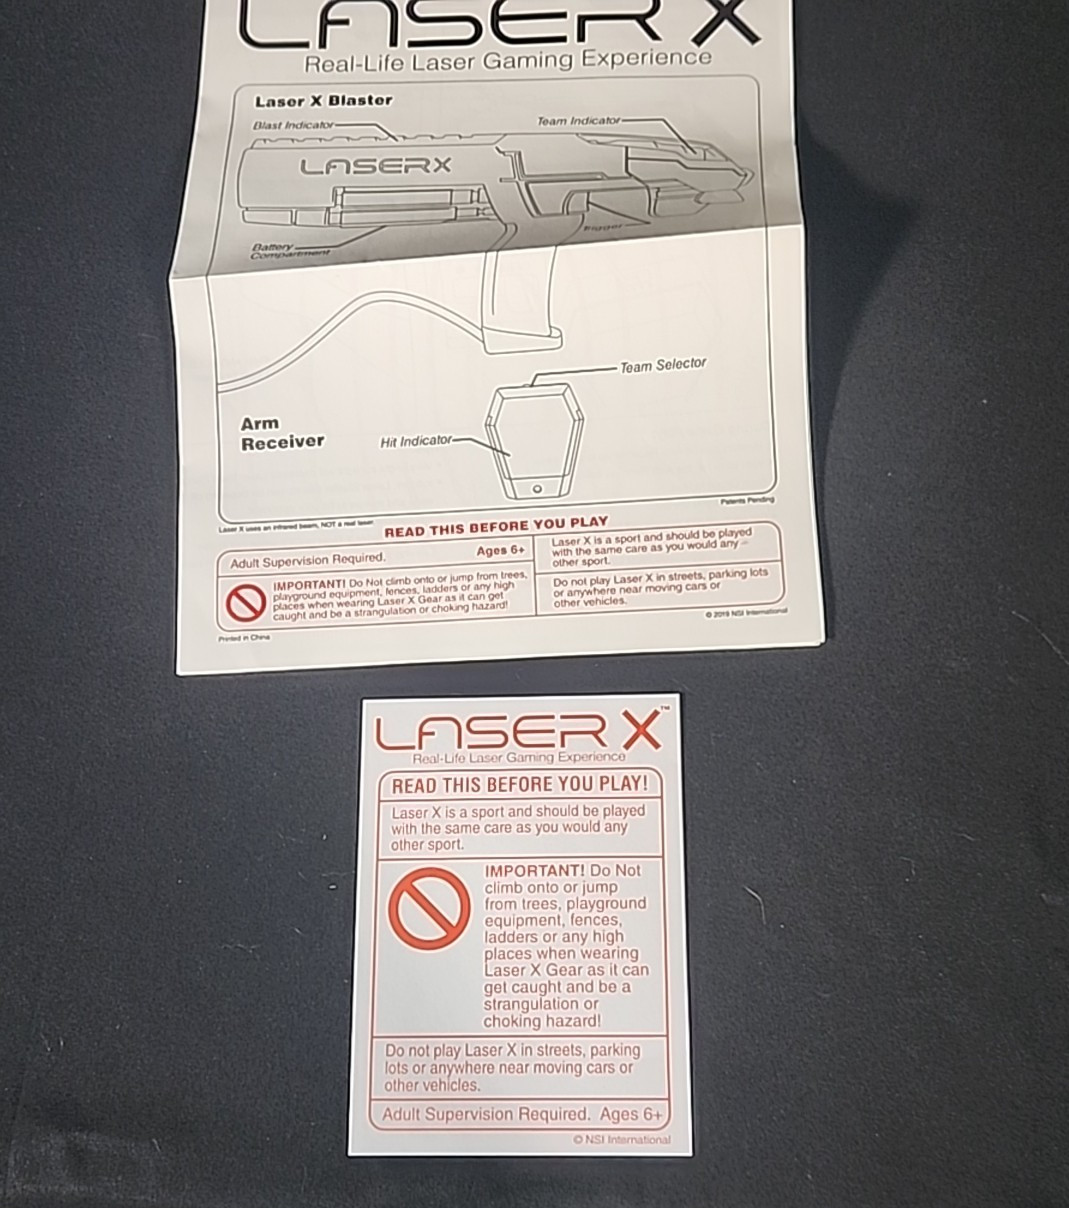 LASER X
Real-Life Laser Gaming Experience
Laser X Blaster
Blast Indicator
Team Indicator
LASER X
Battery
Compartment
Trigger
Team Selector
Arm
Receiver
Hit Indicator
Patents Pending
Laser X uses an infrared beam, NOT a real laser
READ THIS BEFORE YOU PLAY
Adult Supervision Required.
Ages 6+
IMPORTANT! Do Not climb onto or jump from trees,
playground equipment, fences, ladders or any high
places when wearing Laser X Gear as it can get
caught and be a strangulation or choking hazard!
Laser X is a sport and should be played
with the same care as you would any
other sport.
Do not play Laser X in streets, parking lots
or anywhere near moving cars or
other vehicles.
Printed in China
© 2019 NSI International
LASER X™
Real-Life Laser Gaming Experience
READ THIS BEFORE YOU PLAY!
Laser X is a sport and should be played
with the same care as you would any
other sport.
IMPORTANT! Do Not
climb onto or jump
from trees, playground
equipment, fences,
ladders or any high
places when wearing
Laser X Gear as it can
get caught and be a
strangulation or
choking hazard!
Do not play Laser X in streets, parking
lots or anywhere near moving cars or
other vehicles.
Adult Supervision Required. Ages 6+
© NSI International